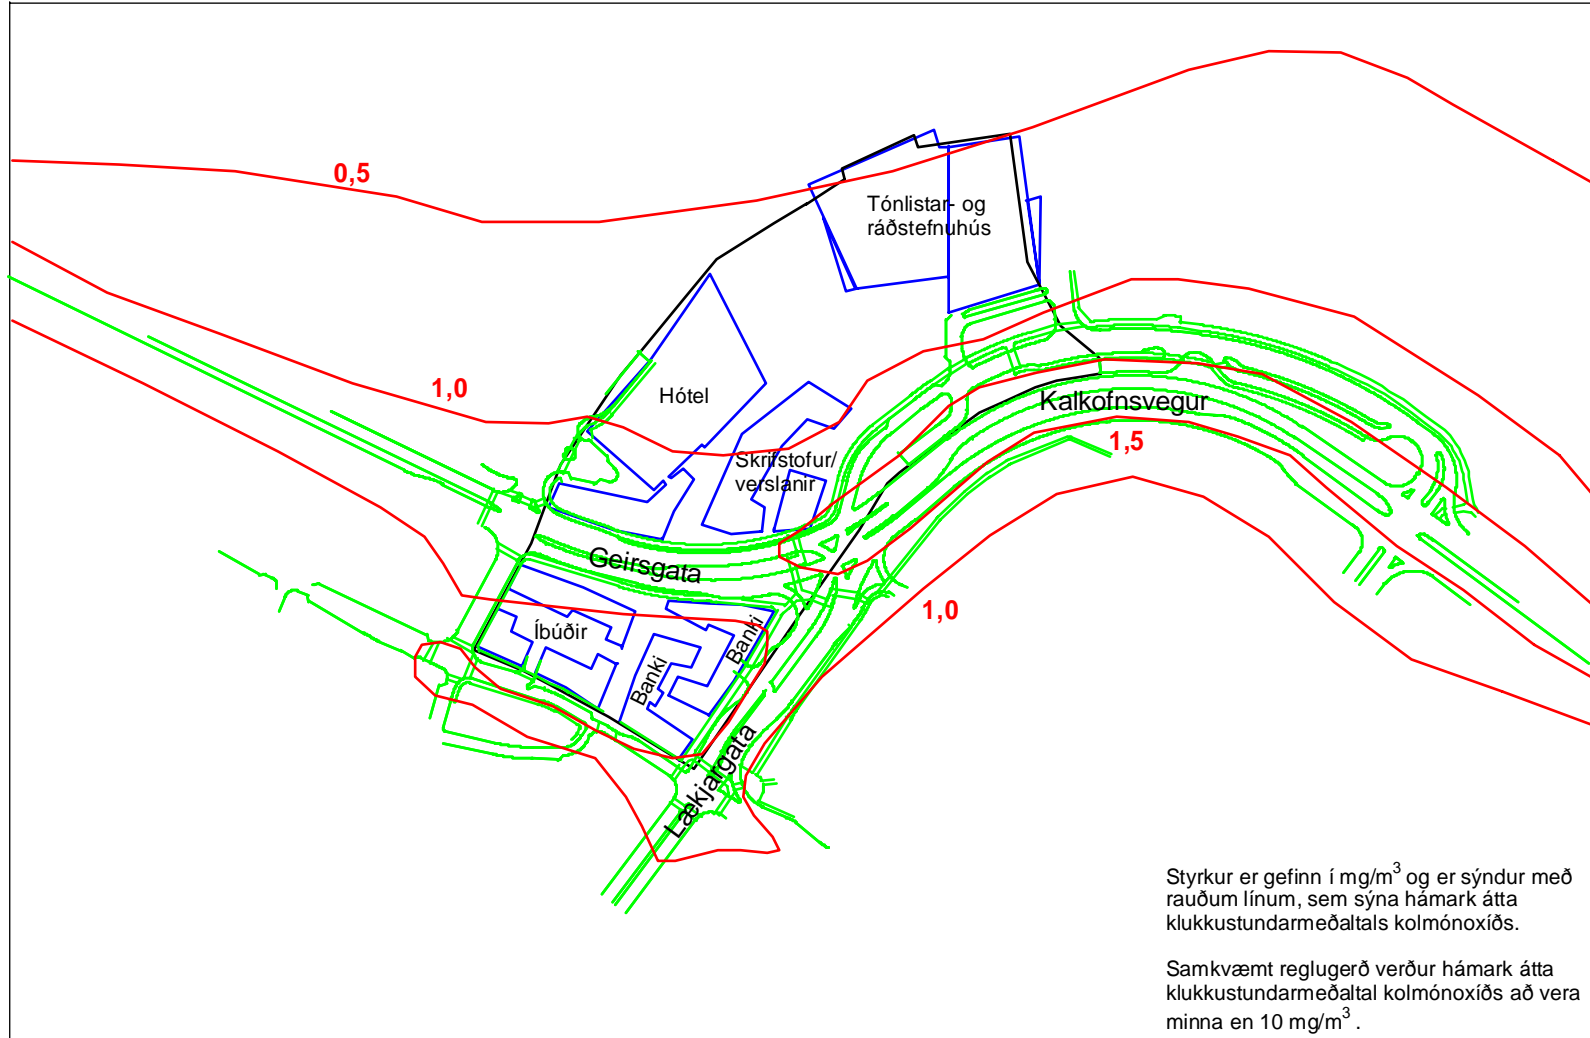 0,5
Tónlistar- og
ráðstefnuhús
1,0
Hótel
Kalkofnsvegur
1,5
Skrifstofur/
verslanir
Geirsgata
1,0
Íbúðir
Banki
Banki
Lækjargata
Styrkur er gefinn í mg/m³ og er sýndur með
rauðum línum, sem sýna hámark átta
klukkustundarmeðaltals kolmónoxíðs.
Samkvæmt reglugerð verður hámark átta
klukkustundarmeðaltal kolmónoxíðs að vera
minna en 10 mg/m³ .